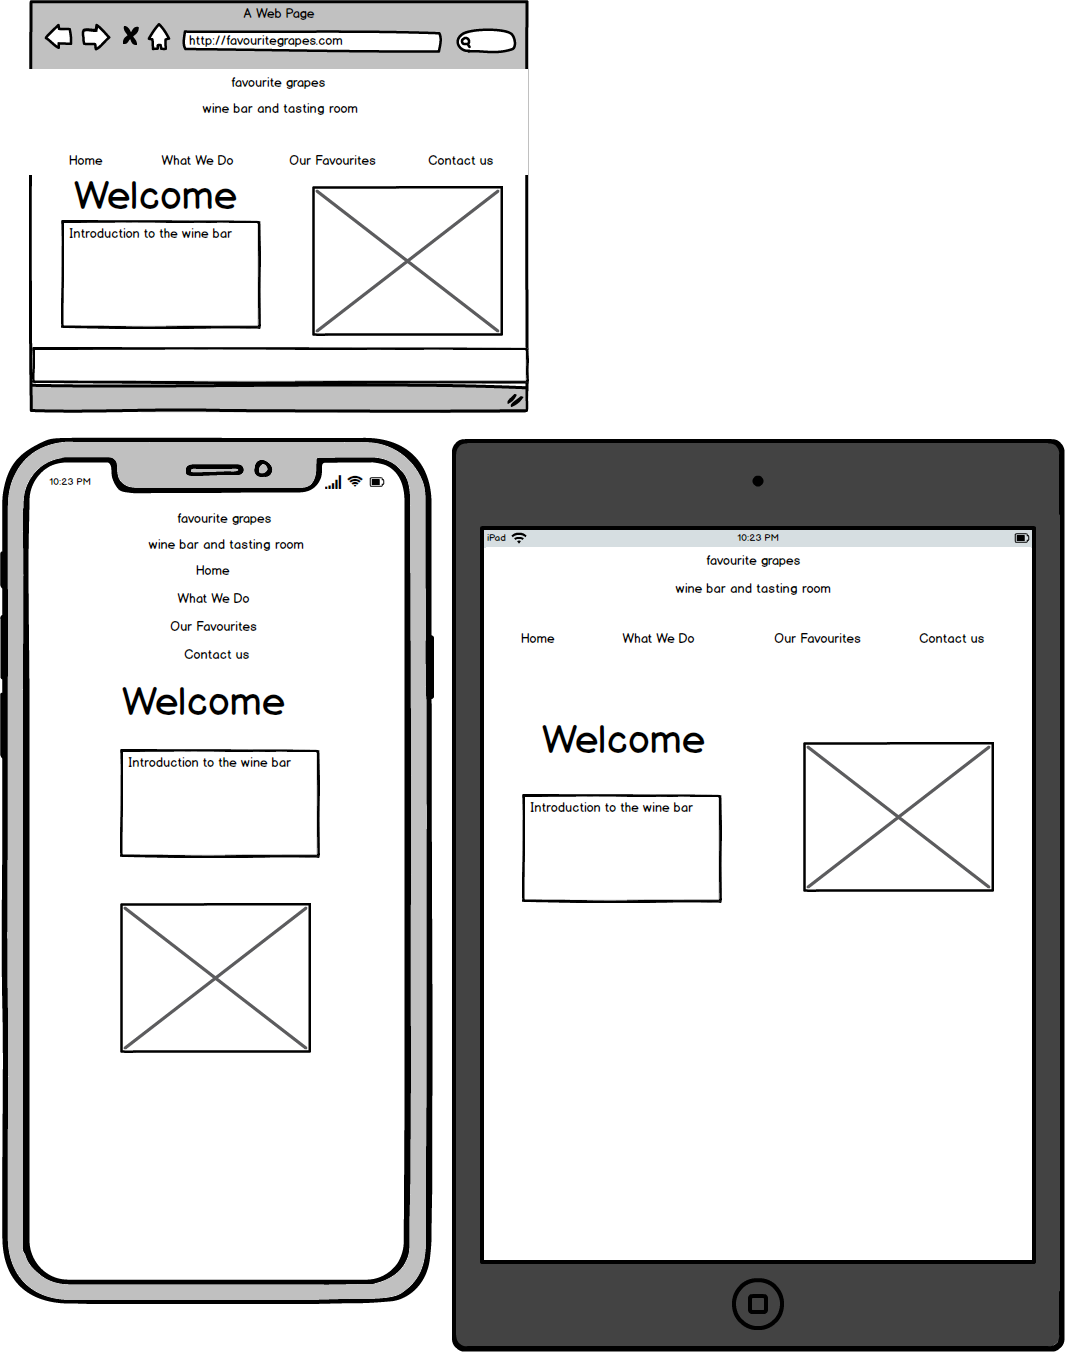 A Web Page
http://favouritegrapes.com
favourite grapes
wine bar and tasting room
Home What We Do Our Favourites Contact us
Welcome
Introduction to the wine bar
10:23 PM
favourite grapes
wine bar and tasting room
Home
What We Do
Our Favourites
Contact us
Welcome
Introduction to the wine bar
iPad 10:23 PM
favourite grapes
wine bar and tasting room
Home What We Do Our Favourites Contact us
Welcome
Introduction to the wine bar